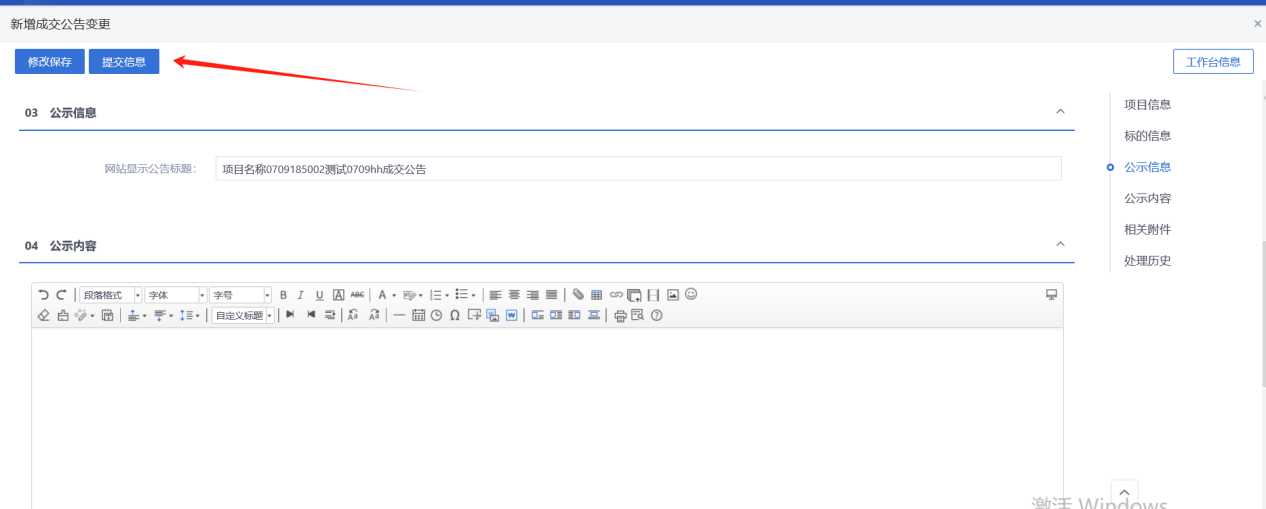 新增成交公告变更
修改保存 提交信息 工作台信息
03 公示信息
网站显示公告标题: 项目名称0709185002测试0709hh成交公告
04 公示内容
段落格式 字体 字号 B I U A ABC A
自定义标题
项目信息
标的信息
公示信息
公示内容
相关附件
处理历史
激活 Windows